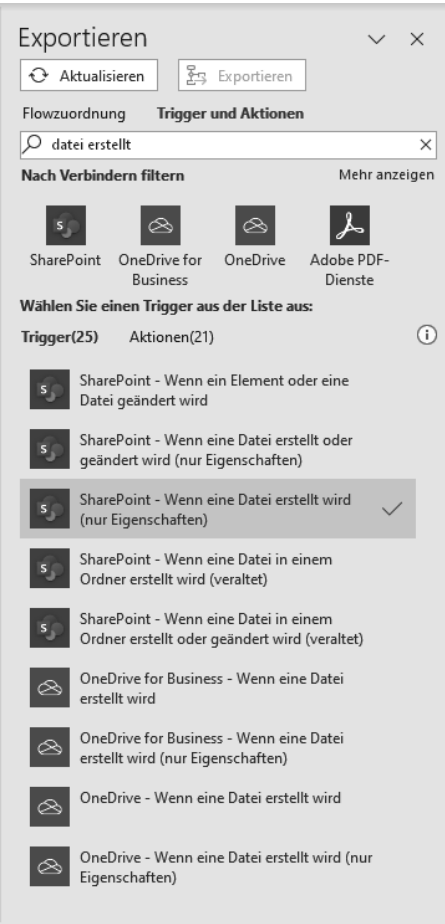 Exportieren
Aktualisieren
Exportieren
Flowzuordnung
Trigger und Aktionen
datei erstellt
Nach Verbindern filtern
Mehr anzeigen
SharePoint
OneDrive for
Business
OneDrive
Adobe PDF-
Dienste
Wählen Sie einen Trigger aus der Liste aus:
Trigger(25)
Aktionen(21)
SharePoint - Wenn ein Element oder eine
Datei geändert wird
SharePoint - Wenn eine Datei erstellt oder
geändert wird (nur Eigenschaften)
SharePoint - Wenn eine Datei erstellt wird
(nur Eigenschaften)
SharePoint - Wenn eine Datei in einem
Ordner erstellt wird (veraltet)
SharePoint - Wenn eine Datei in einem
Ordner erstellt oder geändert wird (veraltet)
OneDrive for Business - Wenn eine Datei
erstellt wird
OneDrive for Business - Wenn eine Datei
erstellt wird (nur Eigenschaften)
OneDrive - Wenn eine Datei erstellt wird
OneDrive - Wenn eine Datei erstellt wird (nur
Eigenschaften)